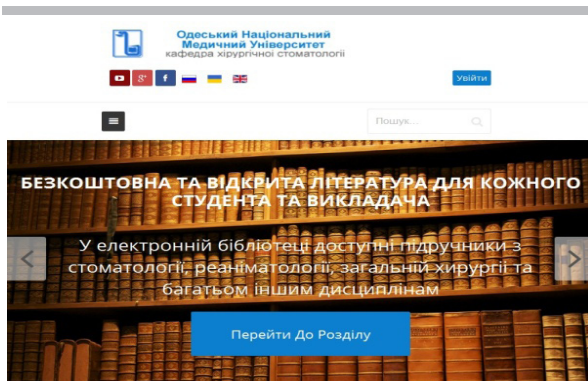 Одеський Національний
Медичний Університет
кафедра хірургічної стоматології
g+
f
Увійти
Пошук...
БЕЗКОШТОВНА ТА ВІДКРИТА ЛІТЕРАТУРА ДЛЯ КОЖНОГО
СТУДЕНТА ТА ВИКЛАДАЧА
У електронній бібліотеці доступні підручники з
стоматології, реаніматології, загальній хирургії та
багатьом іншим дисциплінам
Перейти До Розділу